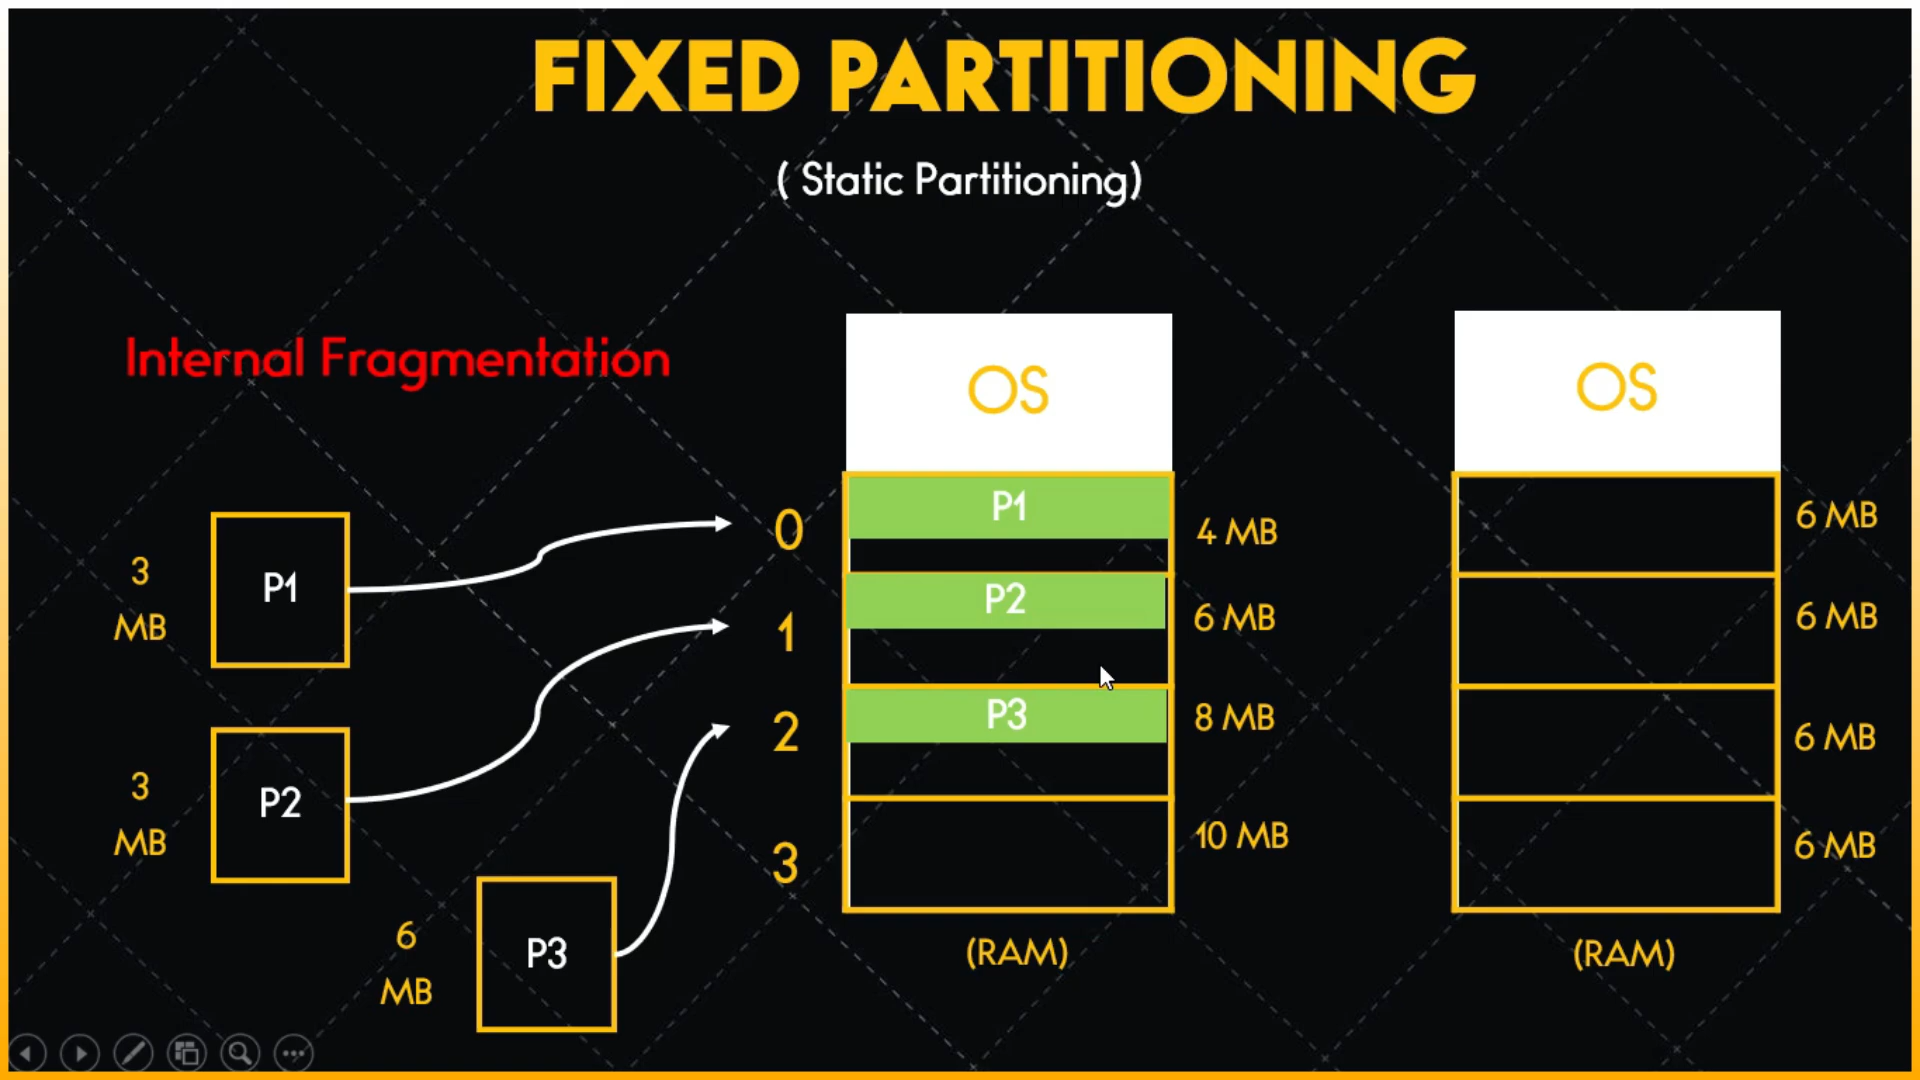 FIXED PARTITIONING
( Static Partitioning)
Internal Fragmentation
3
MB
P1
3
MB
P2
6
MB
P3
OS
0
P1
4 MB
1
P2
6 MB
2
P3
8 MB
3
10 MB
(RAM)
OS
6 MB
6 MB
6 MB
6 MB
(RAM)